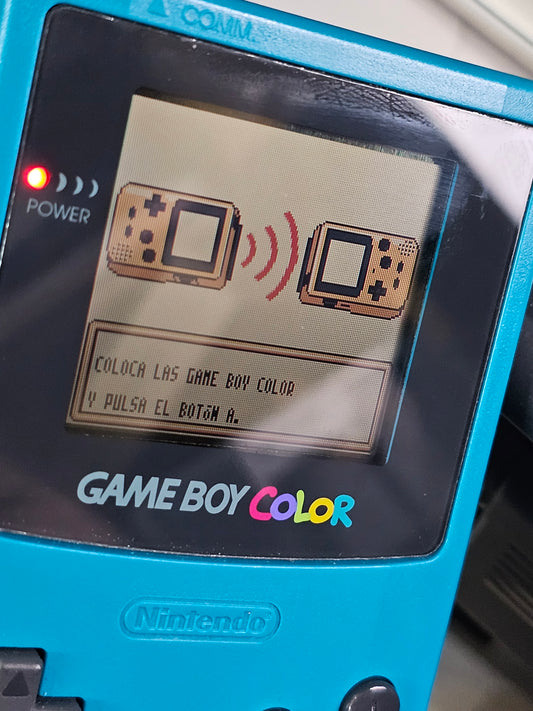 COMM.
POWER
COLOCA LAS GAME BOY COLOR
Y PULSA EL BOTÓN A.
GAME BOY COLOR
Nintendo